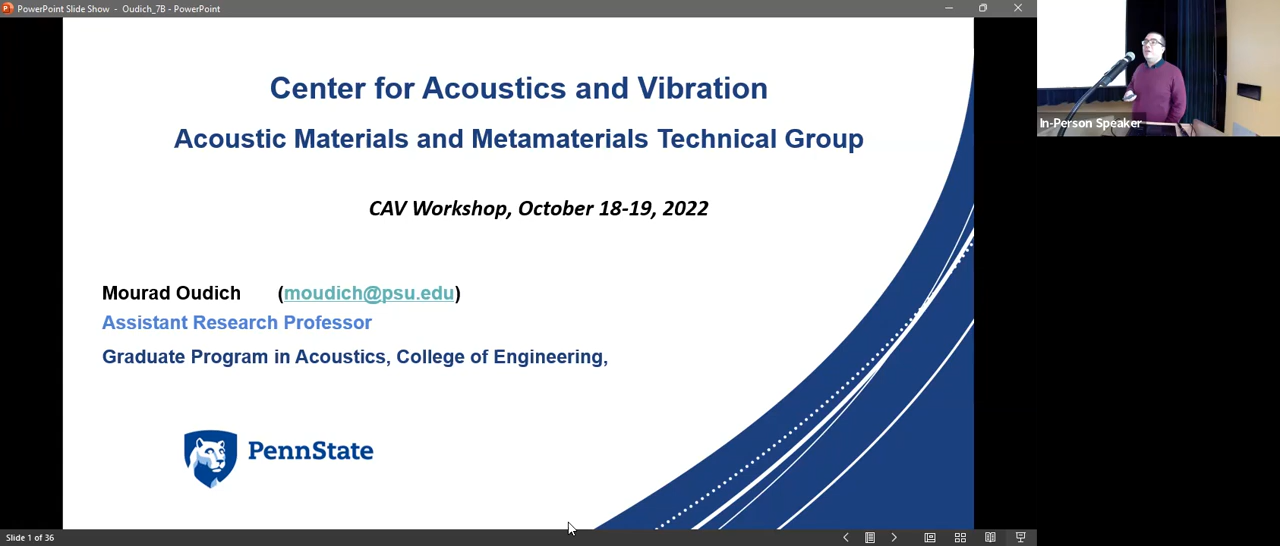 PowerPoint Slide Show - Oudich_7B - PowerPoint
Center for Acoustics and Vibration
Acoustic Materials and Metamaterials Technical Group
CAV Workshop, October 18-19, 2022
In-Person Speaker
Mourad Oudich (moudich@psu.edu)
Assistant Research Professor
Graduate Program in Acoustics, College of Engineering,
PennState
Slide 1 of 36